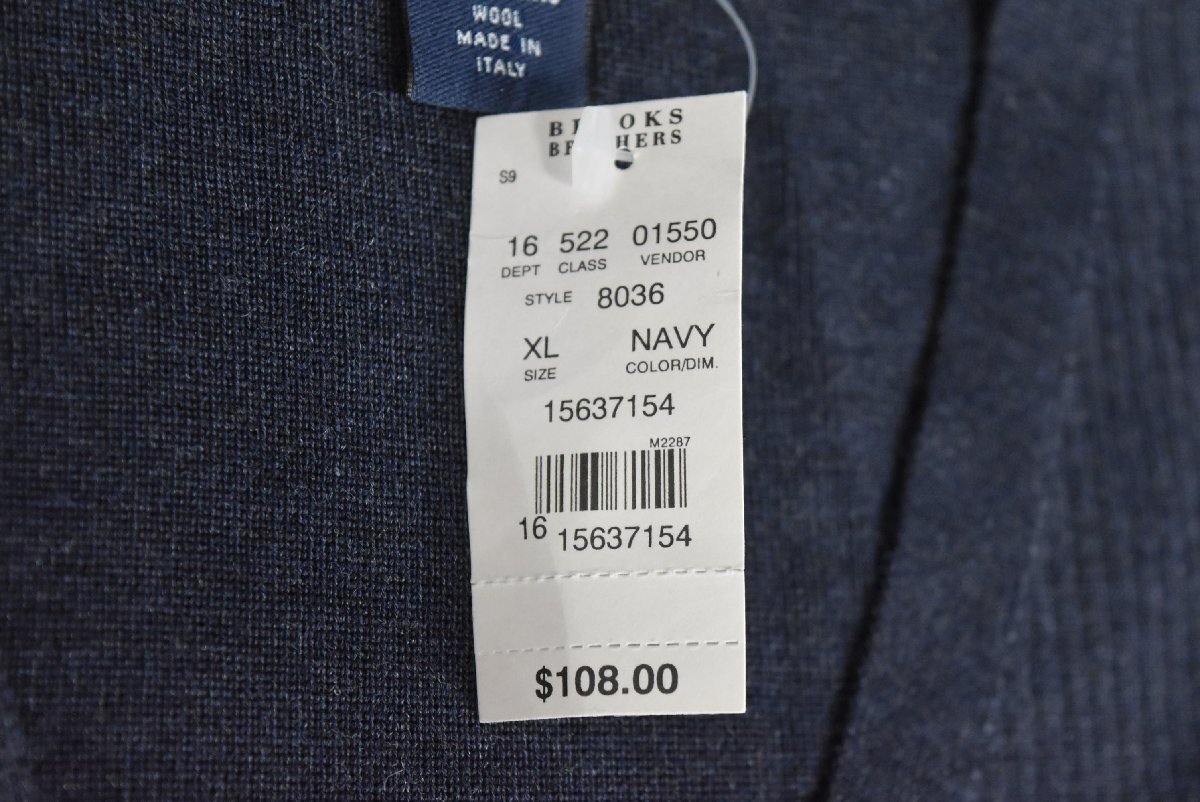 WOOL
MADE IN
ITALY
BROOKS
BROTHERS
S9
16 522 01550
DEPT CLASS VENDOR
STYLE 8036
XL NAVY
SIZE COLOR/DIM.
15637154
M2287
16 15637154
$108.00